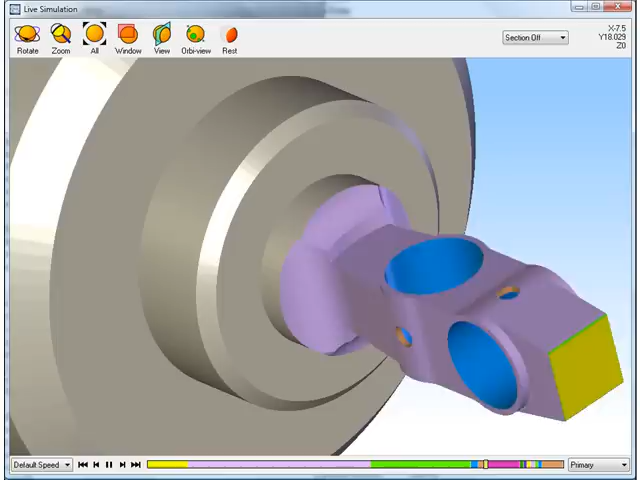 Live Simulation
Rotate
Zoom
All
Window
View
Orbi-view
Rest
Section Off
X-7.5
Y18.029
Z0
Default Speed
Primary